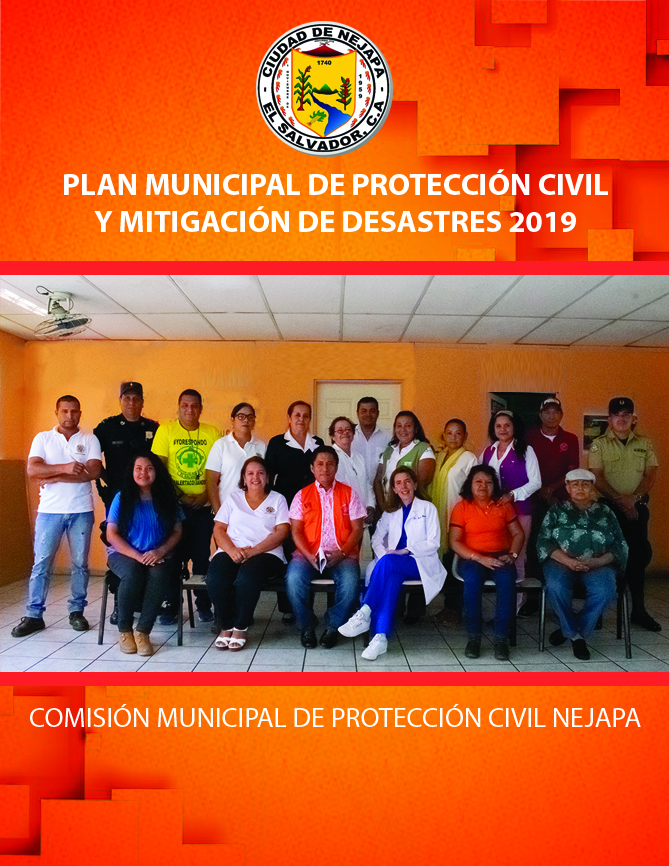 CIUDAD DE NEJAPA
1740
1959
EL SALVADOR, C.A
PLAN MUNICIPAL DE PROTECCIÓN CIVIL
Y MITIGACIÓN DE DESASTRES 2019
YORESPONDO
ALERTAGOLBANDO
COMISIÓN MUNICIPAL DE PROTECCIÓN CIVIL NEJAPA